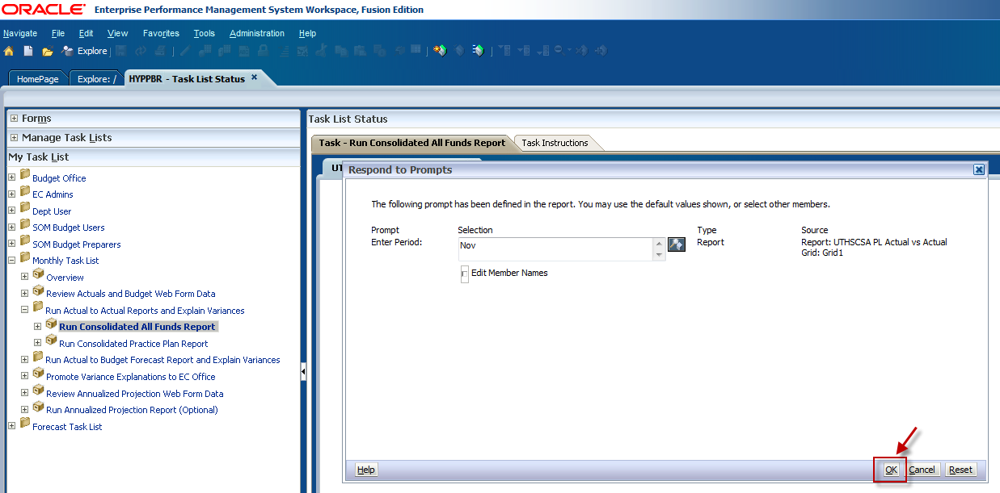 ORACLE Enterprise Performance Management System Workspace, Fusion Edition
Navigate File Edit View Favorites Tools Administration Help
Explore
HomePage Explore: / HYPPBR - Task List Status
Forms
Manage Task Lists
My Task List
Budget Office
EC Admins
Dept User
SOM Budget Users
SOM Budget Preparers
Monthly Task List
Overview
Review Actuals and Budget Web Form Data
Run Actual to Actual Reports and Explain Variances
Run Consolidated All Funds Report
Run Consolidated Practice Plan Report
Run Actual to Budget Forecast Report and Explain Variances
Promote Variance Explanations to EC Office
Review Annualized Projection Web Form Data
Run Annualized Projection Report (Optional)
Forecast Task List
Task List Status
Task - Run Consolidated All Funds Report Task Instructions
UT
Respond to Prompts
The following prompt has been defined in the report. You may use the default values shown, or select other members.
Prompt Selection Type Source
Enter Period: Nov Report Report: UTHSCSA PL Actual vs Actual
Grid: Grid1
Edit Member Names
Help OK Cancel Reset